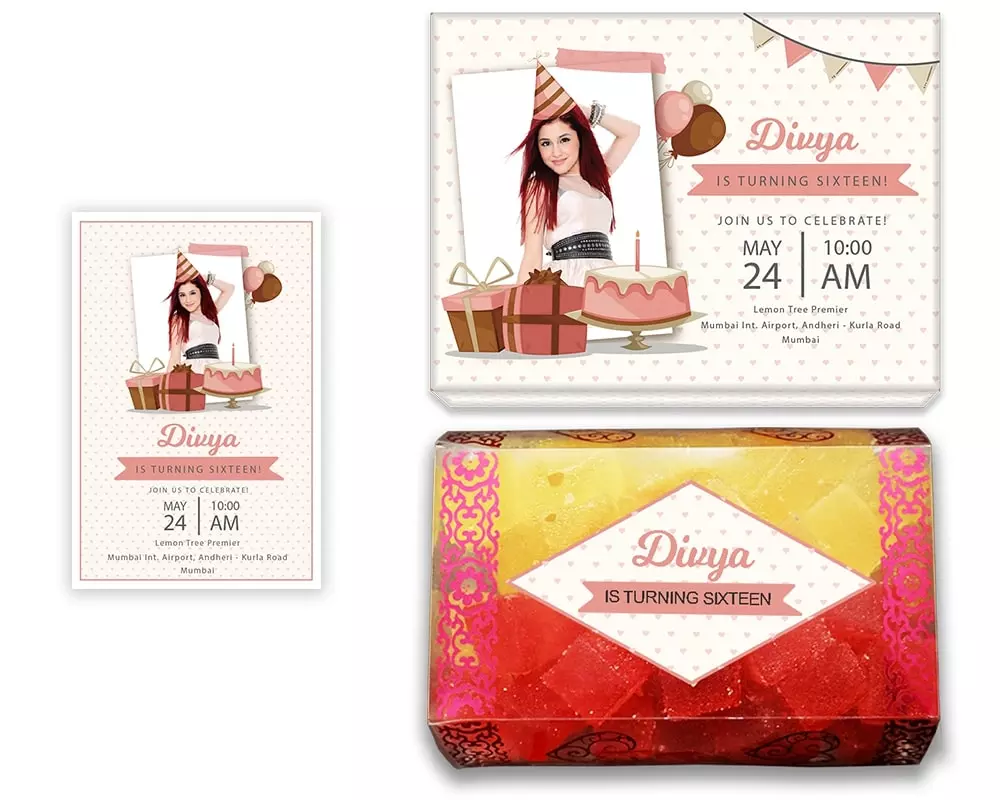 Divya
IS TURNING SIXTEEN!
JOIN US TO CELEBRATE!
MAY
24
10:00
AM
Lemon Tree Premier
Mumbai Int. Airport, Andheri - Kurla Road
Mumbai
Divya
IS TURNING SIXTEEN!
JOIN US TO CELEBRATE!
MAY
24
10:00
AM
Lemon Tree Premier
Mumbai Int. Airport, Andheri - Kurla Road
Mumbai
Divya
IS TURNING SIXTEEN